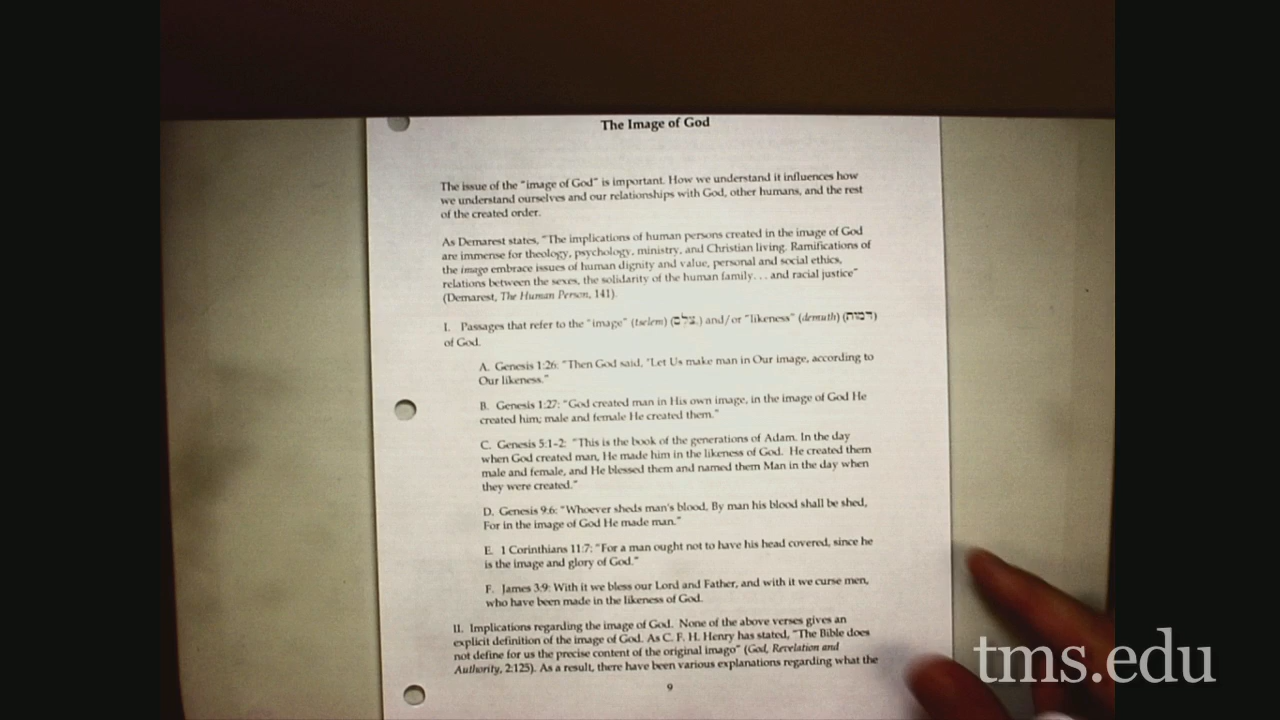 The Image of God
The issue of the "image of God" is important. How we understand it influences how
we understand ourselves and our relationships with God, other humans, and the rest
of the created order.
As Demarest states, "The implications of human persons created in the image of God
are immense for theology, psychology, ministry, and Christian living. Ramifications of
the imago embrace issues of human dignity and value, personal and social ethics,
relations between the sexes, the solidarity of the human family. . . and racial justice"
(Demarest, The Human Person, 141).
I. Passages that refer to the "image" (tselem) (צלם) and/or "likeness" (demuth) (דמות)
of God.
A. Genesis 1:26: "Then God said, 'Let Us make man in Our image, according to
Our likeness."
B. Genesis 1:27: "God created man in His own image, in the image of God He
created him; male and female He created them."
C. Genesis 5:1-2: "This is the book of the generations of Adam. In the day
when God created man, He made him in the likeness of God. He created them
male and female, and He blessed them and named them Man in the day when
they were created."
D. Genesis 9:6: "Whoever sheds man's blood, By man his blood shall be shed,
For in the image of God He made man."
E. 1 Corinthians 11:7: "For a man ought not to have his head covered, since he
is the image and glory of God."
F. James 3:9: With it we bless our Lord and Father, and with it we curse men,
who have been made in the likeness of God.
II. Implications regarding the image of God. None of the above verses gives an
explicit definition of the image of God. As C. F. H. Henry has stated, "The Bible does
not define for us the precise content of the original imago" (God, Revelation and
Authority, 2:125). As a result, there have been various explanations regarding what the
9
tms.edu